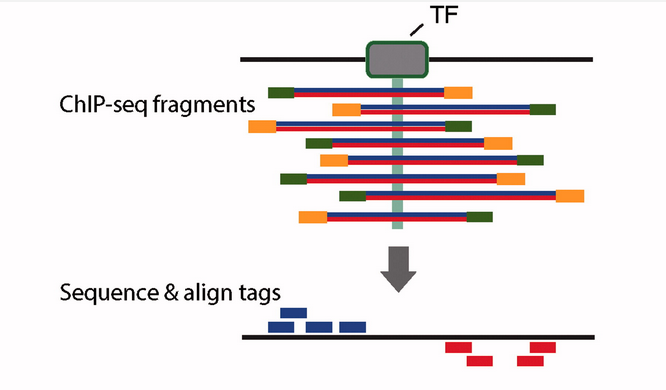 TF
ChIP-seq fragments
Sequence & align tags